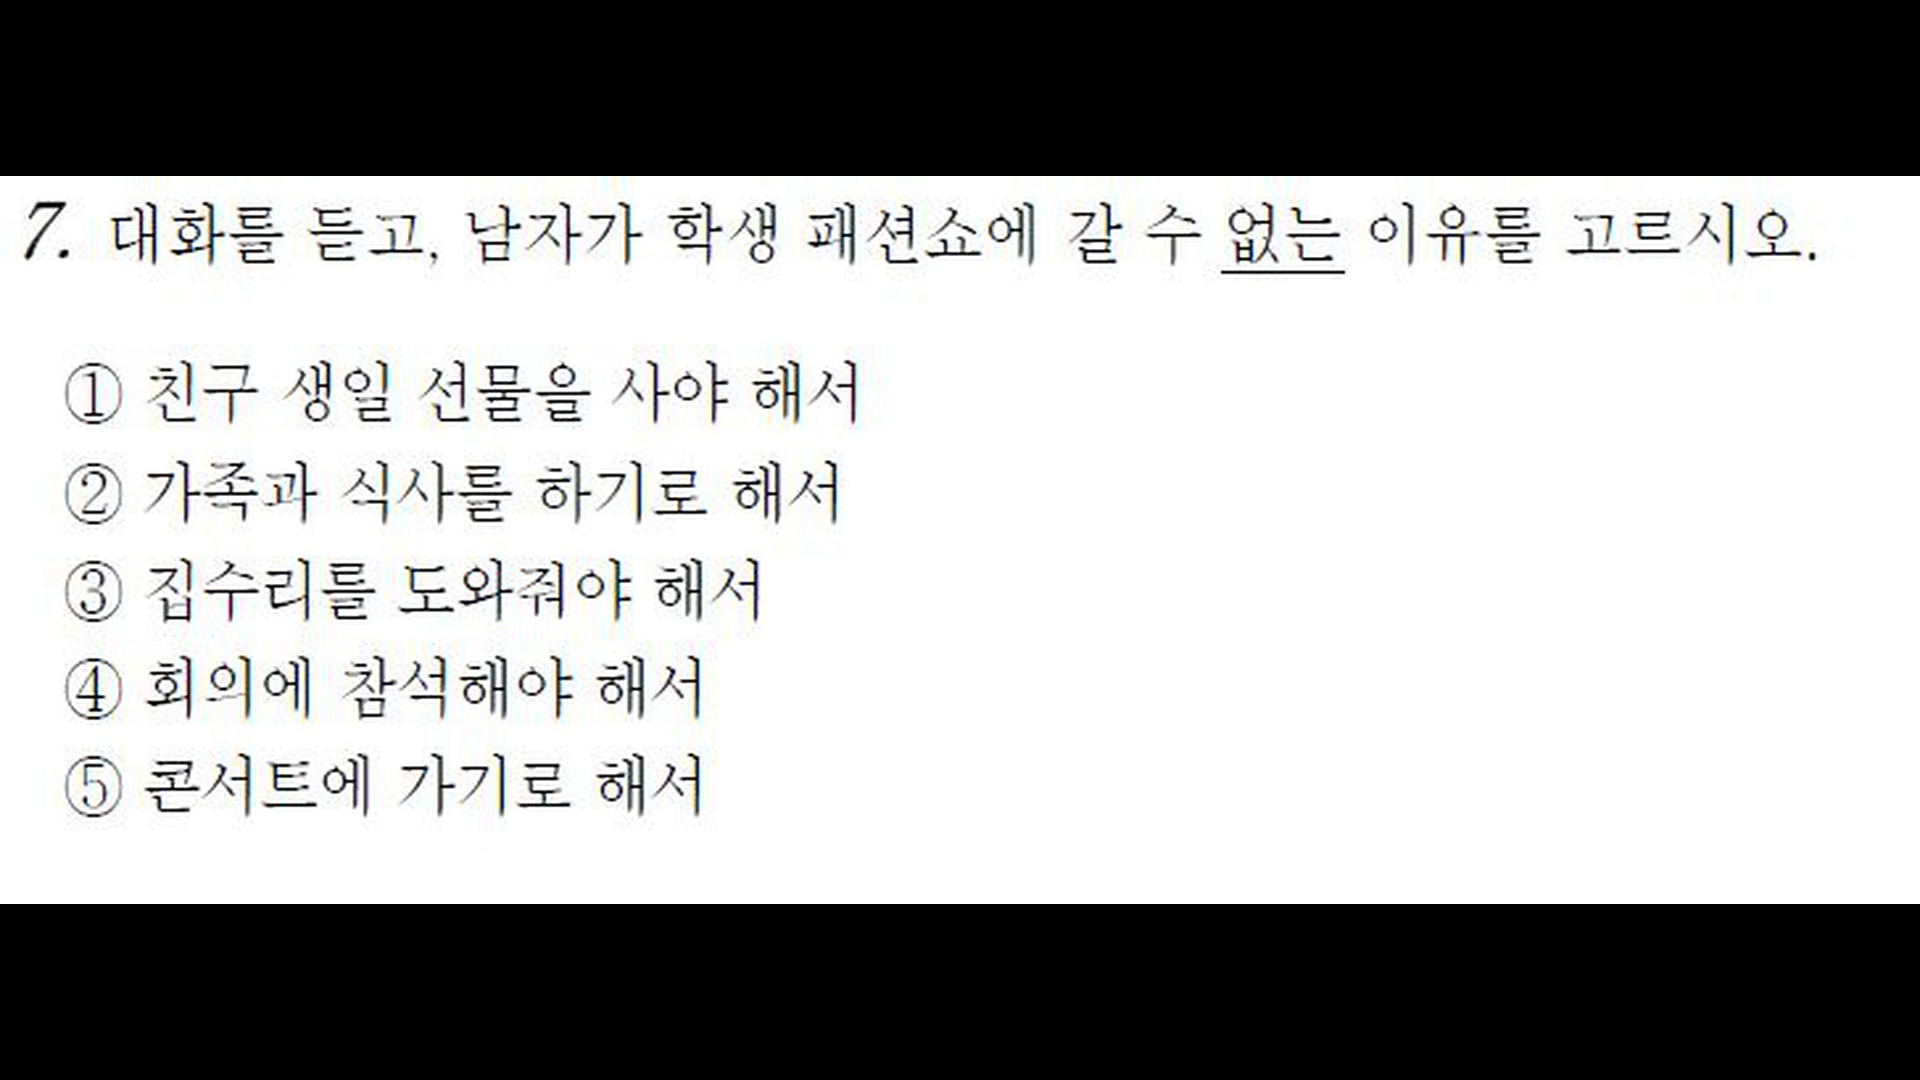 7. 대화를 듣고, 남자가 학생 패션쇼에 갈 수 없는 이유를 고르시오.
① 친구 생일 선물을 사야 해서
② 가족과 식사를 하기로 해서
③ 집수리를 도와줘야 해서
④ 회의에 참석해야 해서
⑤ 콘서트에 가기로 해서